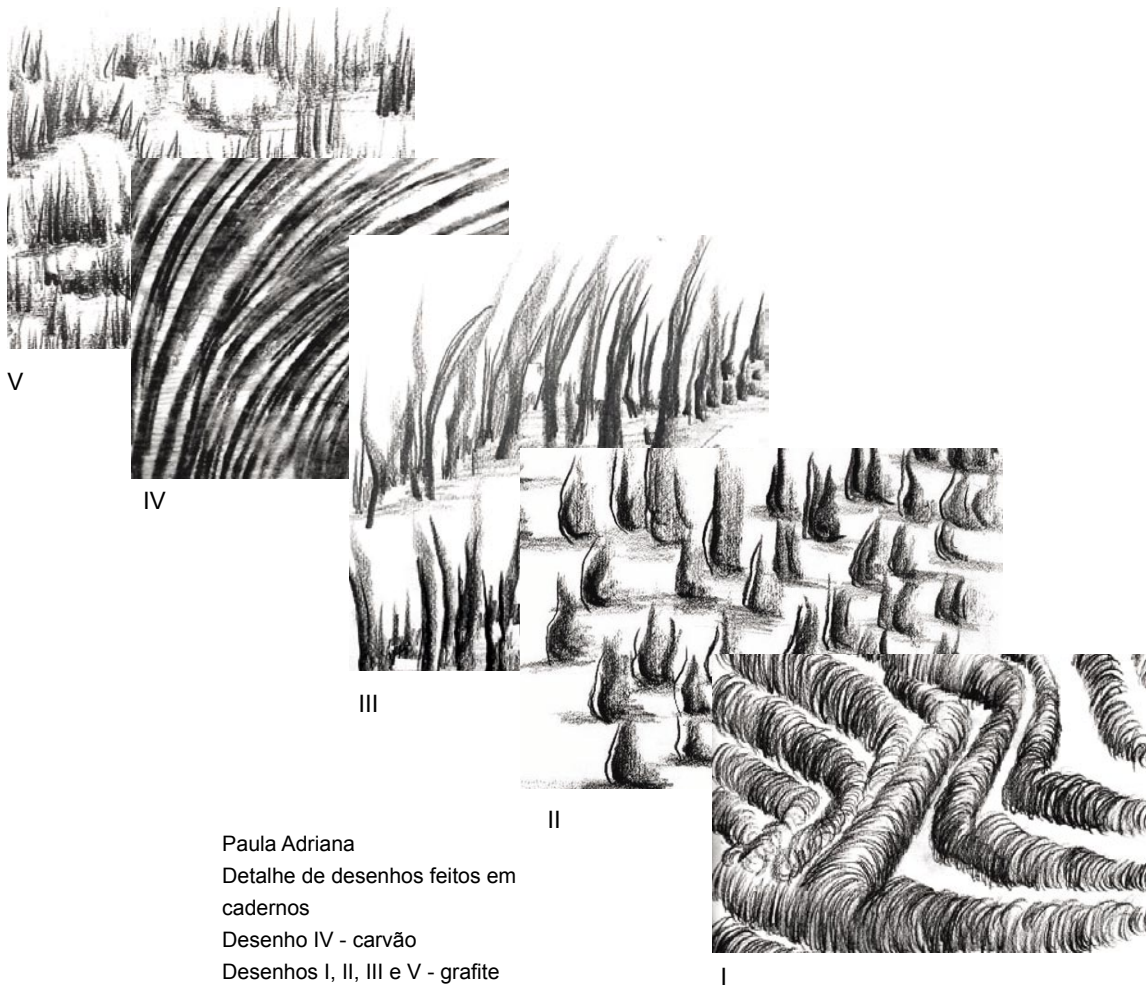 V
IV
III
II
I
Paula Adriana
Detalhe de desenhos feitos em
cadernos
Desenho IV - carvão
Desenhos I, II, III e V - grafite